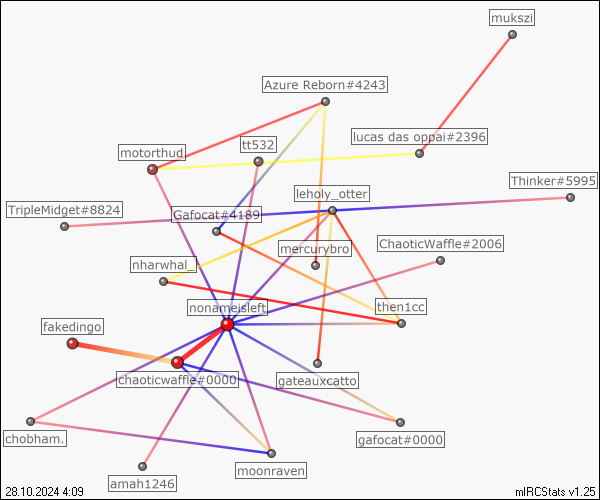 mukszi
Azure Reborn#4243
lucas das oppai#2396
tt532
motorthud
Thinker#5995
leholy_otter
TripleMidget#8824
Gafocat#4189
ChaoticWaffle#2006
mercurybro
nharwhal_
nonameisleft
then1cc
fakedingo
chaoticwaffle#0000
gateauxcatto
chobham.
gafocat#0000
moonraven
amah1246
28.10.2024 4:09
mIRCStats v1.25